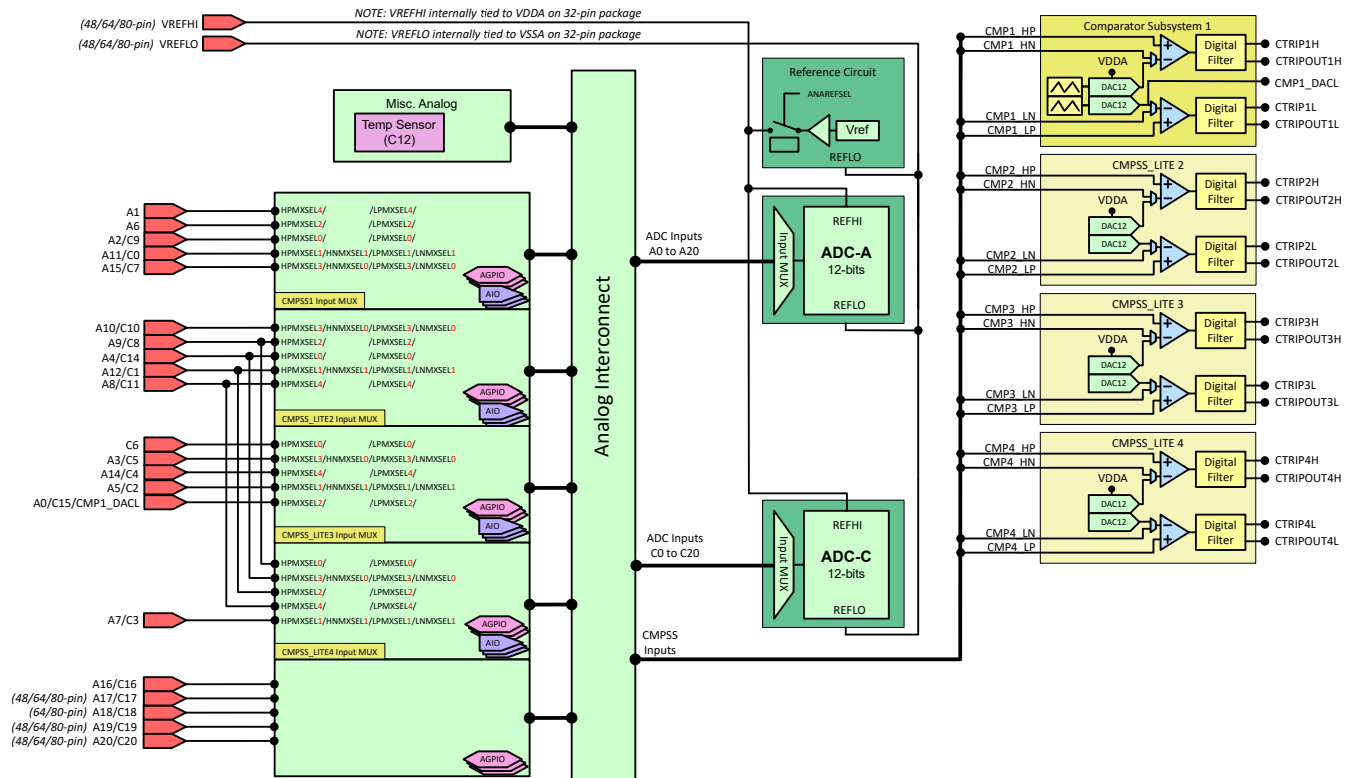 (48/64/80-pin) VREFHI
NOTE: VREFHI internally tied to VDDA on 32-pin package
(48/64/80-pin) VREFLO
NOTE: VREFLO internally tied to VSSA on 32-pin package
Misc. Analog
Temp Sensor
(C12)
A1
A6
A2/C9
A11/C0
A15/C7
HPMXSEL4/ /LPMXSEL4/
HPMXSEL2/ /LPMXSEL2/
HPMXSEL0/ /LPMXSEL0/
HPMXSEL1/HNMXSEL1/LPMXSEL1/LNMXSEL1
HPMXSEL3/HNMXSEL0/LPMXSEL3/LNMXSEL0
AGPIO
AIO
CMPSS1 Input MUX
A10/C10
A9/C8
A4/C14
A12/C1
A8/C11
HPMXSEL3/HNMXSEL0/LPMXSEL3/LNMXSEL0
HPMXSEL2/ /LPMXSEL2/
HPMXSEL0/ /LPMXSEL0/
HPMXSEL1/HNMXSEL1/LPMXSEL1/LNMXSEL1
HPMXSEL4/ /LPMXSEL4/
AGPIO
AIO
CMPSS_LITE2 Input MUX
C6
A3/C5
A14/C4
A5/C2
A0/C15/CMP1_DACL
HPMXSEL0/ /LPMXSEL0/
HPMXSEL3/HNMXSEL0/LPMXSEL3/LNMXSEL0
HPMXSEL4/ /LPMXSEL4/
HPMXSEL1/HNMXSEL1/LPMXSEL1/LNMXSEL1
HPMXSEL2/ /LPMXSEL2/
AGPIO
AIO
CMPSS_LITE3 Input MUX
HPMXSEL0/ /LPMXSEL0/
HPMXSEL3/HNMXSEL0/LPMXSEL3/LNMXSEL0
HPMXSEL2/ /LPMXSEL2/
HPMXSEL4/ /LPMXSEL4/
HPMXSEL1/HNMXSEL1/LPMXSEL1/LNMXSEL1
A7/C3
AGPIO
AIO
CMPSS_LITE4 Input MUX
A16/C16
(48/64/80-pin) A17/C17
(64/80-pin) A18/C18
(48/64/80-pin) A19/C19
(48/64/80-pin) A20/C20
AGPIO
Analog Interconnect
ADC Inputs
A0 to A20
ADC Inputs
C0 to C20
CMPSS
Inputs
Reference Circuit
ANAREFSEL
Vref
REFLO
Input MUX
REFHI
ADC-A
12-bits
REFLO
Input MUX
REFHI
ADC-C
12-bits
REFLO
Comparator Subsystem 1
CMP1_HP
CMP1_HN
VDDA
DAC12
DAC12
CMP1_LN
CMP1_LP
Digital
Filter
Digital
Filter
CTRIP1H
CTRIPOUT1H
CMP1_DACL
CTRIP1L
CTRIPOUT1L
CMPSS_LITE 2
CMP2_HP
CMP2_HN
VDDA
DAC12
DAC12
CMP2_LN
CMP2_LP
Digital
Filter
Digital
Filter
CTRIP2H
CTRIPOUT2H
CTRIP2L
CTRIPOUT2L
CMPSS_LITE 3
CMP3_HP
CMP3_HN
VDDA
DAC12
DAC12
CMP3_LN
CMP3_LP
Digital
Filter
Digital
Filter
CTRIP3H
CTRIPOUT3H
CTRIP3L
CTRIPOUT3L
CMPSS_LITE 4
CMP4_HP
CMP4_HN
VDDA
DAC12
DAC12
CMP4_LN
CMP4_LP
Digital
Filter
Digital
Filter
CTRIP4H
CTRIPOUT4H
CTRIP4L
CTRIPOUT4L